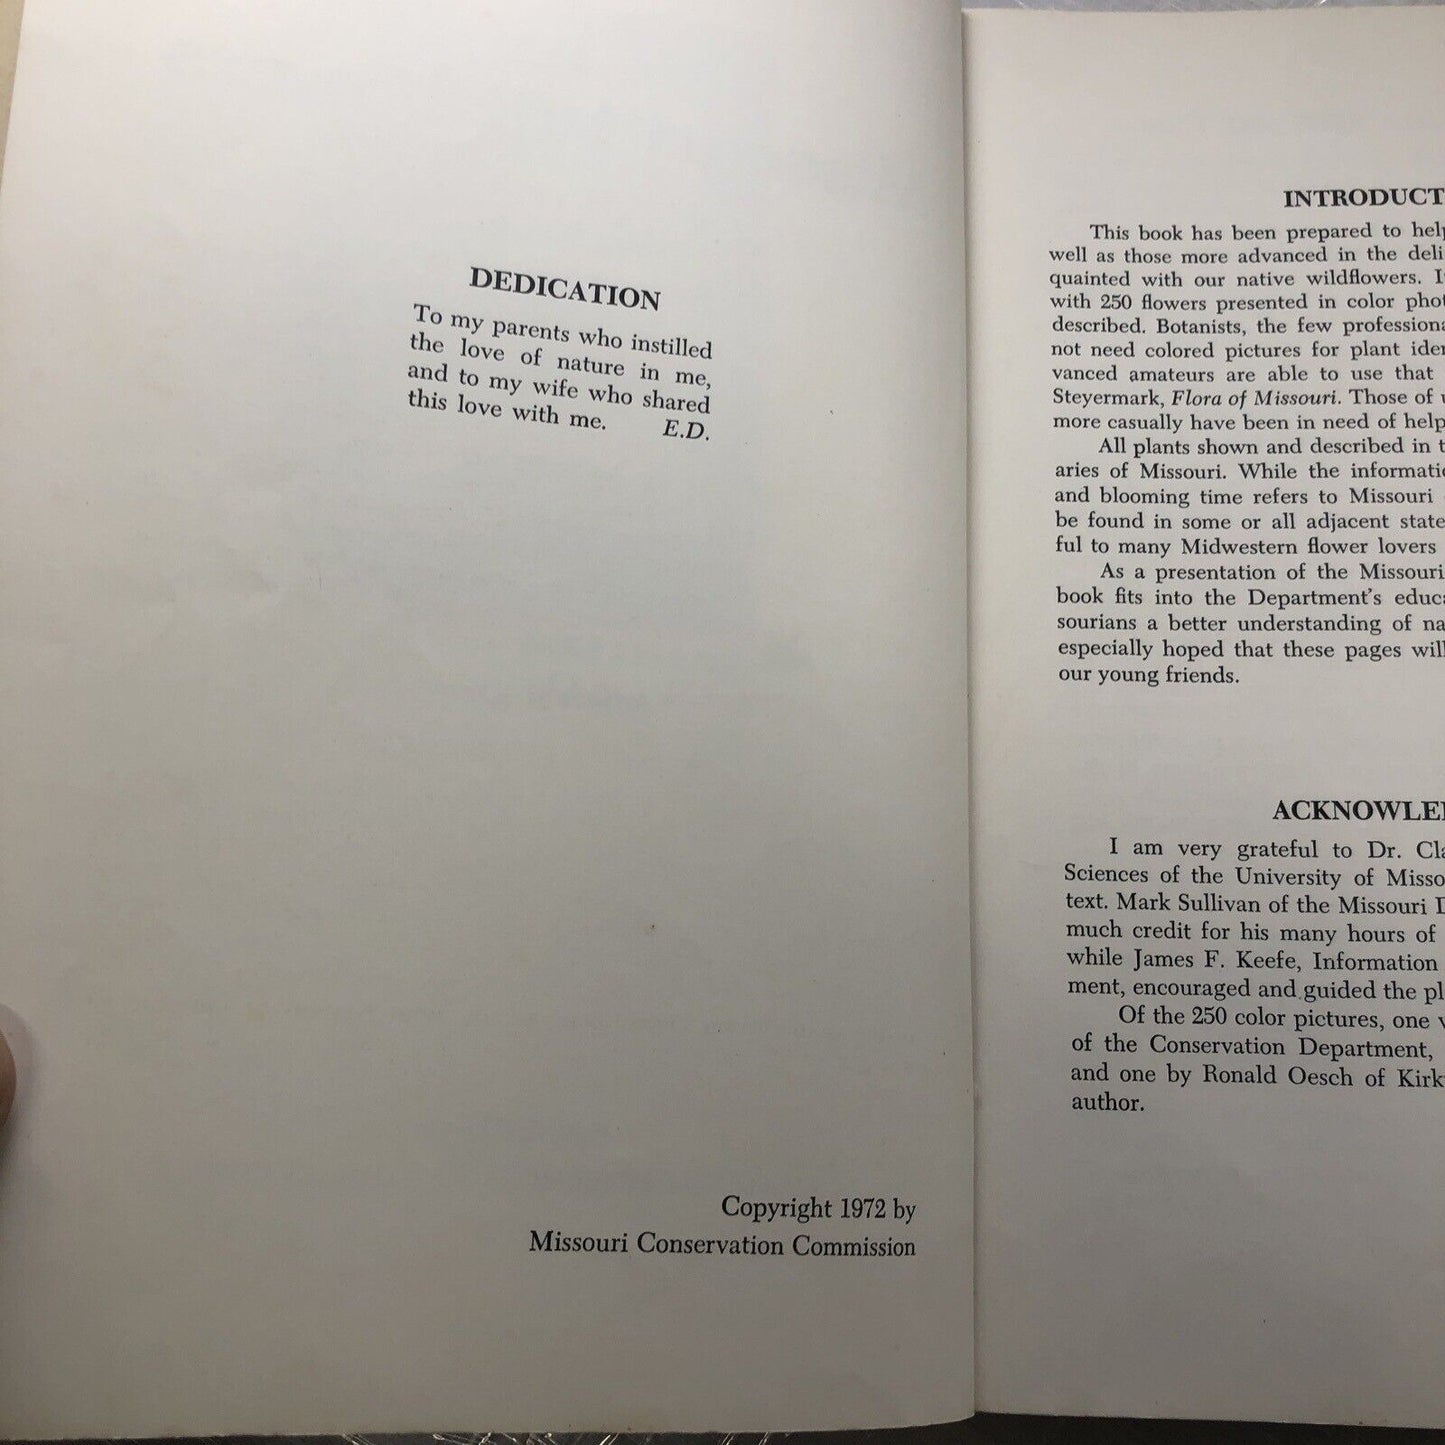 DEDICATION
To my parents who instilled
the love of nature in me,
and to my wife who shared
this love with me. E.D.
Copyright 1972 by
Missouri Conservation Commission
INTRODUCT
This book has been prepared to help
well as those more advanced in the deli
quainted with our native wildflowers. I
with 250 flowers presented in color phot
described. Botanists, the few professiona
not need colored pictures for plant iden
vanced amateurs are able to use that
Steyermark, Flora of Missouri. Those of u
more casually have been in need of help
All plants shown and described in t
aries of Missouri. While the informatio
and blooming time refers to Missouri
be found in some or all adjacent state
ful to many Midwestern flower lovers
As a presentation of the Missouri
book fits into the Department's educa
sourians a better understanding of na
especially hoped that these pages will
our young friends.
ACKNOWLE
I am very grateful to Dr. Cla
Sciences of the University of Misso
text. Mark Sullivan of the Missouri D
much credit for his many hours of
while James F. Keefe, Information
ment, encouraged and guided the pl
Of the 250 color pictures, one
of the Conservation Department,
and one by Ronald Oesch of Kirk
author.